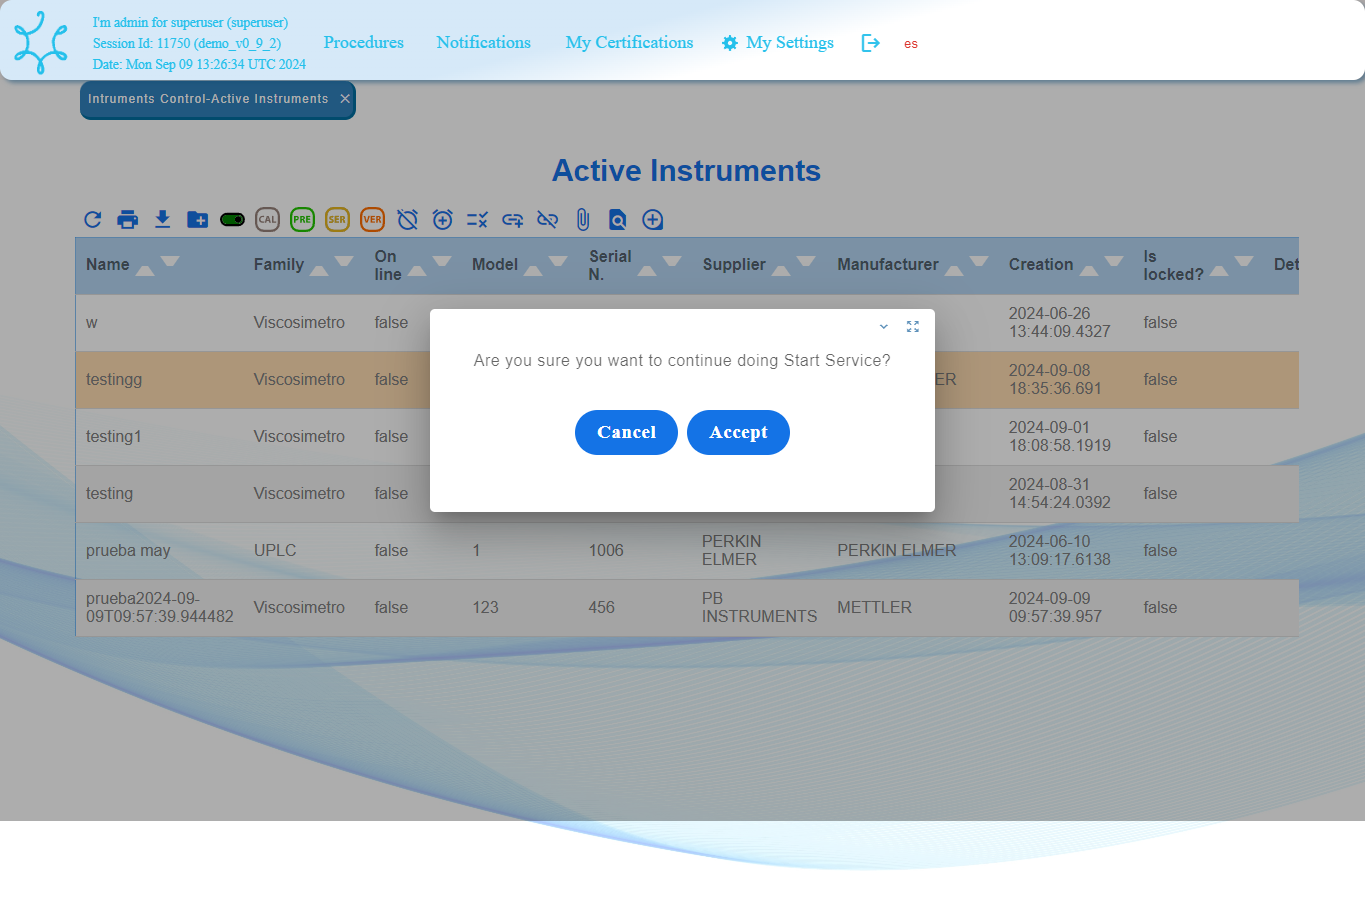 I'm admin for superuser (superuser)
Session Id: 11750 (demo_v0_9_2)
Date: Mon Sep 09 13:26:34 UTC 2024
Procedures
Notifications
My Certifications
My Settings
es
Intruments Control-Active Instruments
Active Instruments
CAL
PRE
SER
VER
Name
Family
On
line
Model
Serial
N.
Supplier
Manufacturer
Creation
Is
locked?
Det
w
Viscosimetro
false
2024-06-26
13:44:09.4327
false
testingg
Viscosimetro
false
ER
2024-09-08
18:35:36.691
false
testing1
Viscosimetro
false
2024-09-01
18:08:58.1919
false
testing
Viscosimetro
false
2024-08-31
14:54:24.0392
false
prueba may
UPLC
false
1
1006
PERKIN
ELMER
PERKIN ELMER
2024-06-10
13:09:17.6138
false
prueba2024-09-
09T09:57:39.944482
Viscosimetro
false
123
456
PB
INSTRUMENTS
METTLER
2024-09-09
09:57:39.957
false
Are you sure you want to continue doing Start Service?
Cancel
Accept